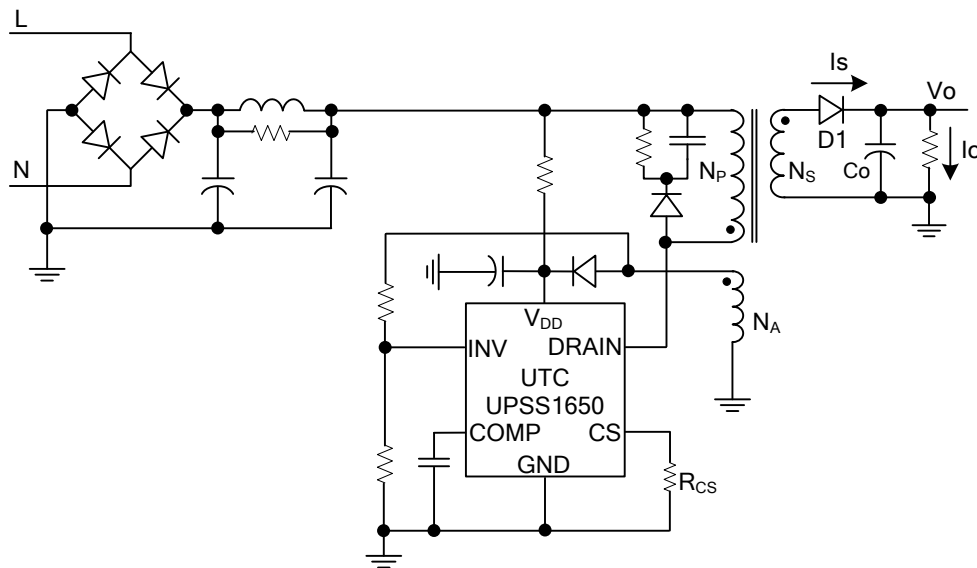 L
Is
Vo
D1
Io
N
NP
NS
Co
VDD
NA
INV
DRAIN
UTC
UPSS1650
COMP
CS
GND
RCS